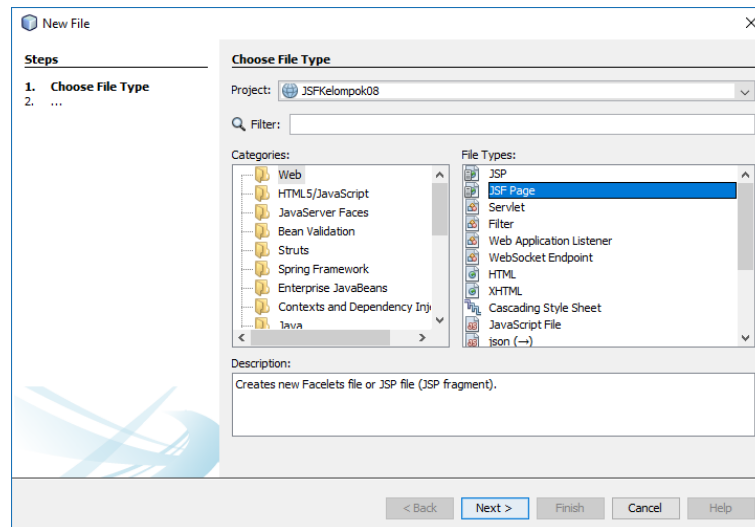 New File
Steps
1. Choose File Type
2. ...
Choose File Type
Project: JSFKelompok08
Filter:
Categories:
Web
HTML5/JavaScript
JavaServer Faces
Bean Validation
Struts
Spring Framework
Enterprise JavaBeans
Contexts and Dependency Inj
Java
File Types:
JSP
JSF Page
Servlet
Filter
Web Application Listener
WebSocket Endpoint
HTML
XHTML
Cascading Style Sheet
JavaScript File
json (→)
Description:
Creates new Facelets file or JSP file (JSP fragment).
< Back Next > Finish Cancel Help